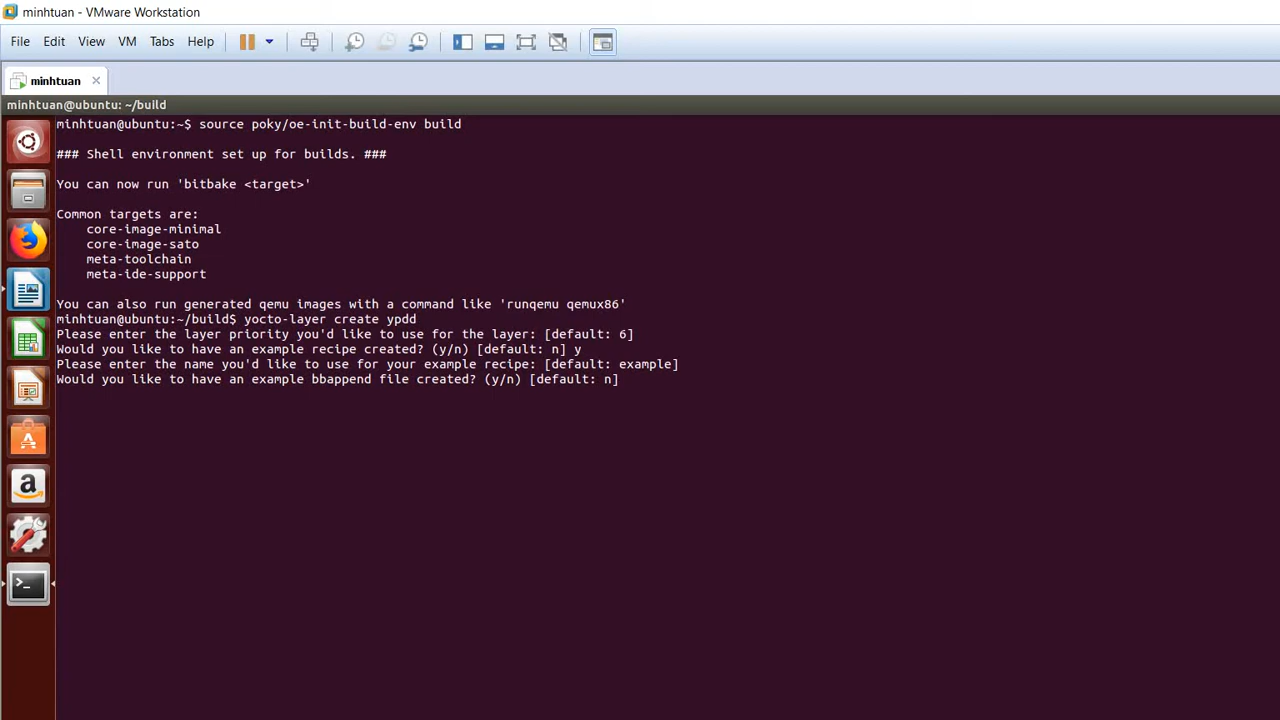 minhtuan - VMware Workstation
File Edit View VM Tabs Help
minhtuan
minhtuan@ubuntu: ~/build
minhtuan@ubuntu:~$ source poky/oe-init-build-env build
### Shell environment set up for builds. ###
You can now run 'bitbake <target>'
Common targets are:
core-image-minimal
core-image-sato
meta-toolchain
meta-ide-support
You can also run generated qemu images with a command like 'runqemu qemux86'
minhtuan@ubuntu:~/build$ yocto-layer create ypdd
Please enter the layer priority you'd like to use for the layer: [default: 6]
Would you like to have an example recipe created? (y/n) [default: n] y
Please enter the name you'd like to use for your example recipe: [default: example]
Would you like to have an example bbappend file created? (y/n) [default: n]